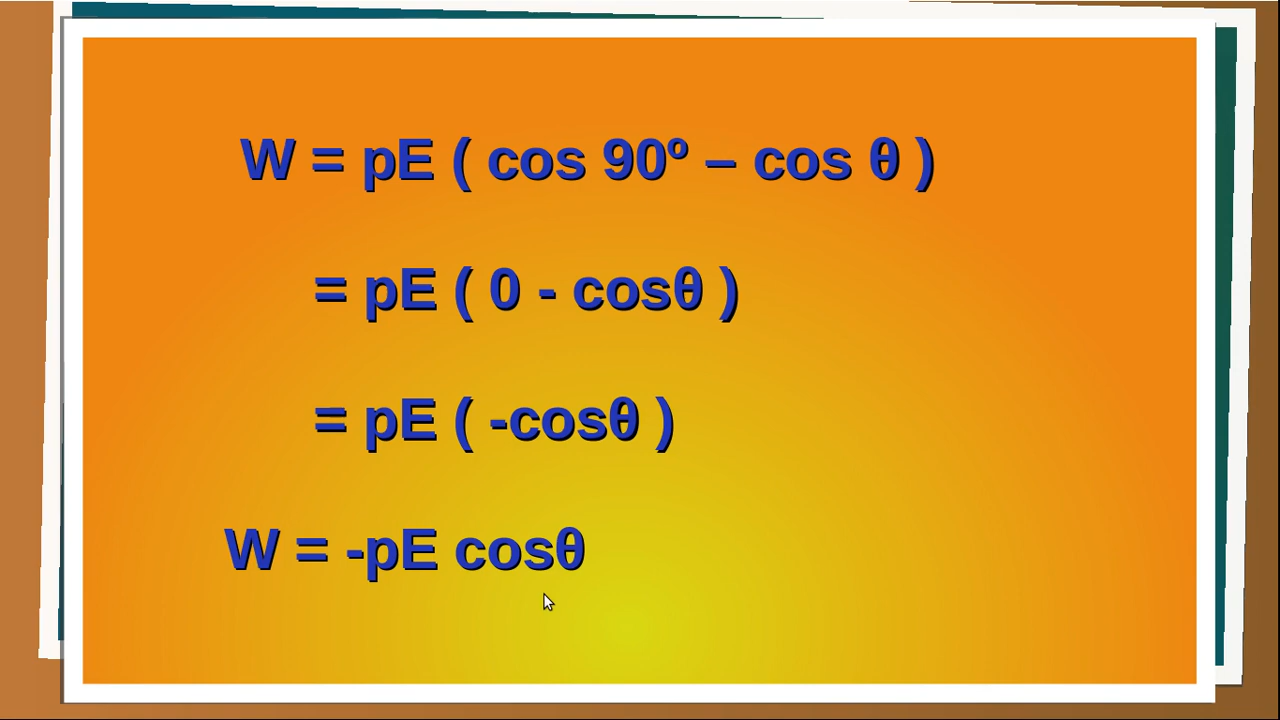 W = pE ( cos 90º – cos θ )
= pE ( 0 - cosθ )
= pE ( -cosθ )
W = -pE cosθ